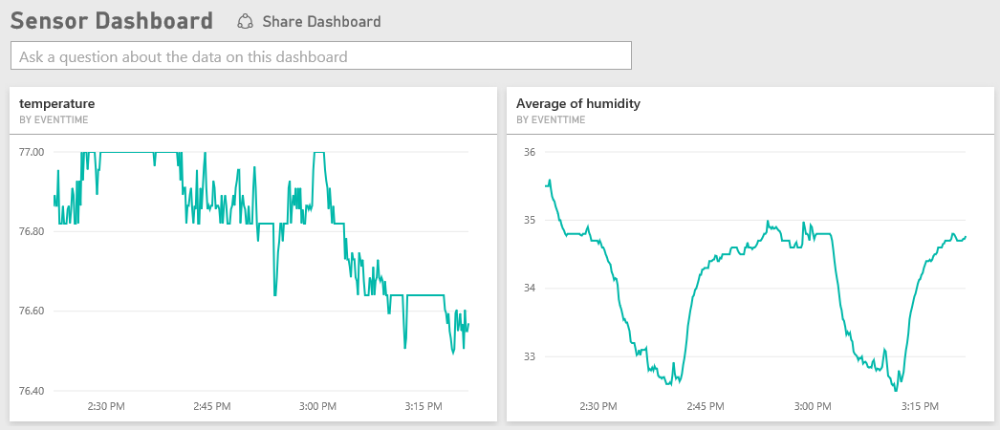 Sensor Dashboard
Share Dashboard
Ask a question about the data on this dashboard
temperature
BY EVENTTIME
77.00
76.80
76.60
76.40
2:30 PM 2:45 PM 3:00 PM 3:15 PM
Average of humidity
BY EVENTTIME
36
35
34
33
2:30 PM 2:45 PM 3:00 PM 3:15 PM